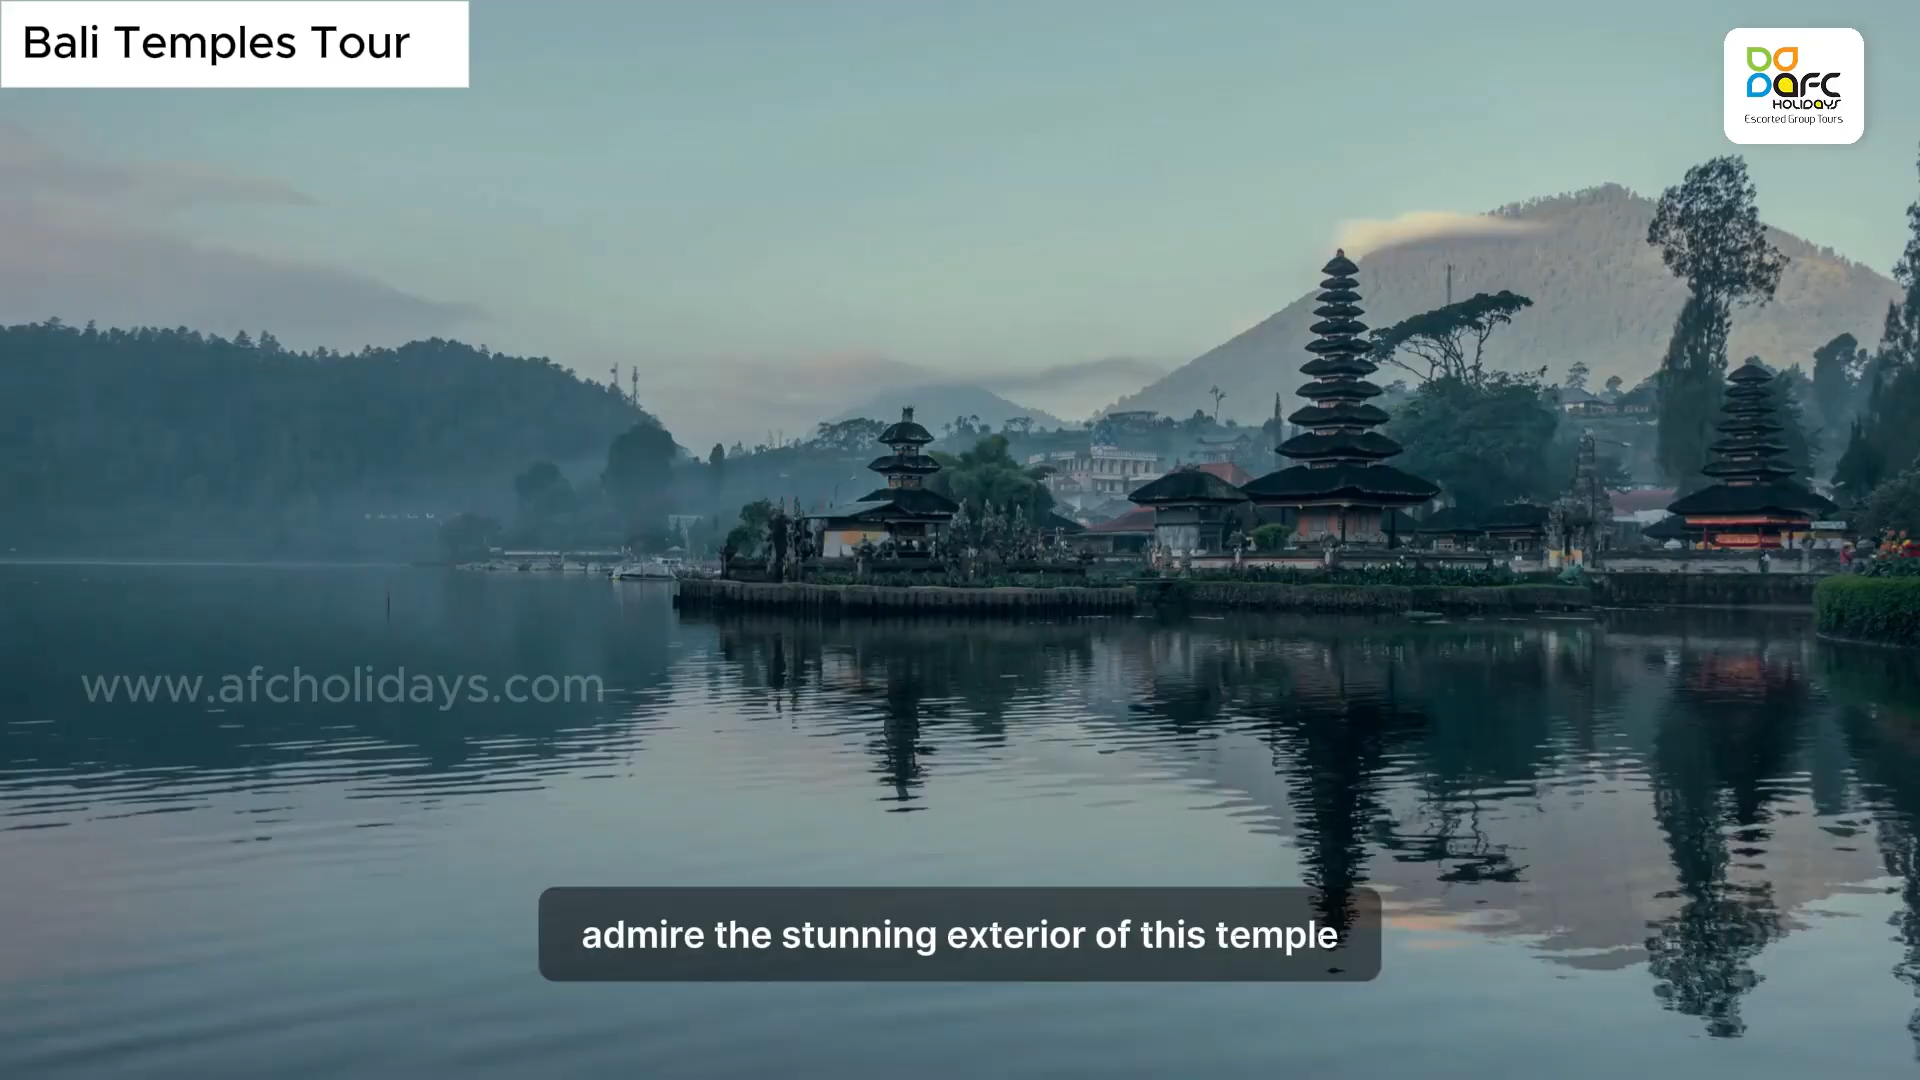 Bali Temples Tour
aFC
HOLIDAYS
Escorted Group Tours
www.afcholidays.com
admire the stunning exterior of this temple